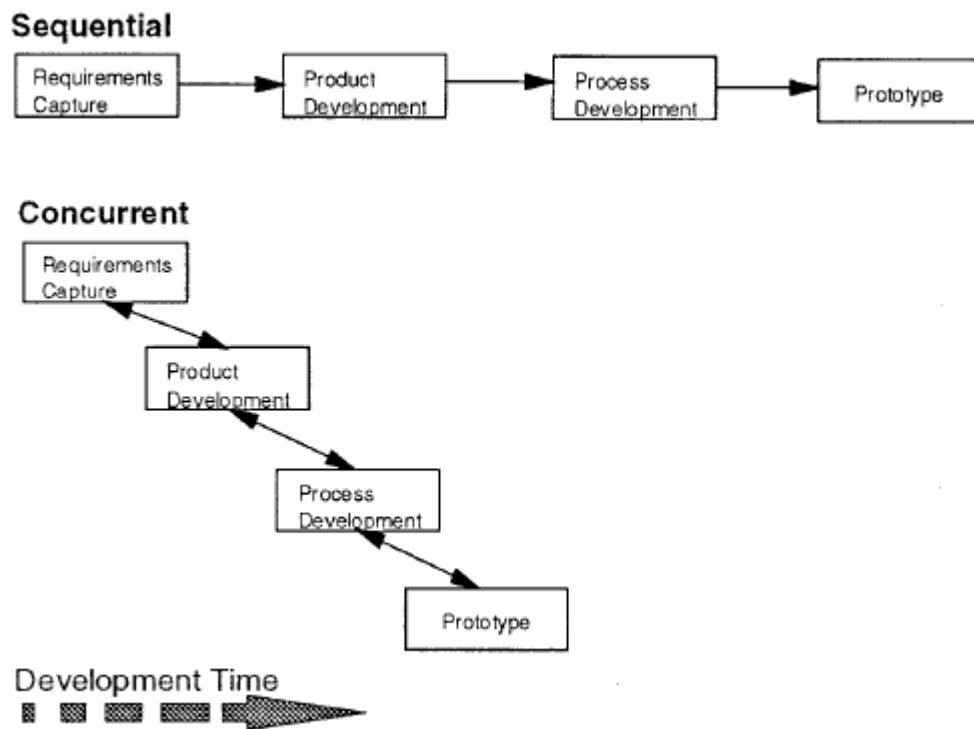 Sequential
Requirements
Capture
Product
Development
Process
Development
Prototype
Concurrent
Requirements
Capture
Product
Development
Process
Development
Prototype
Development Time